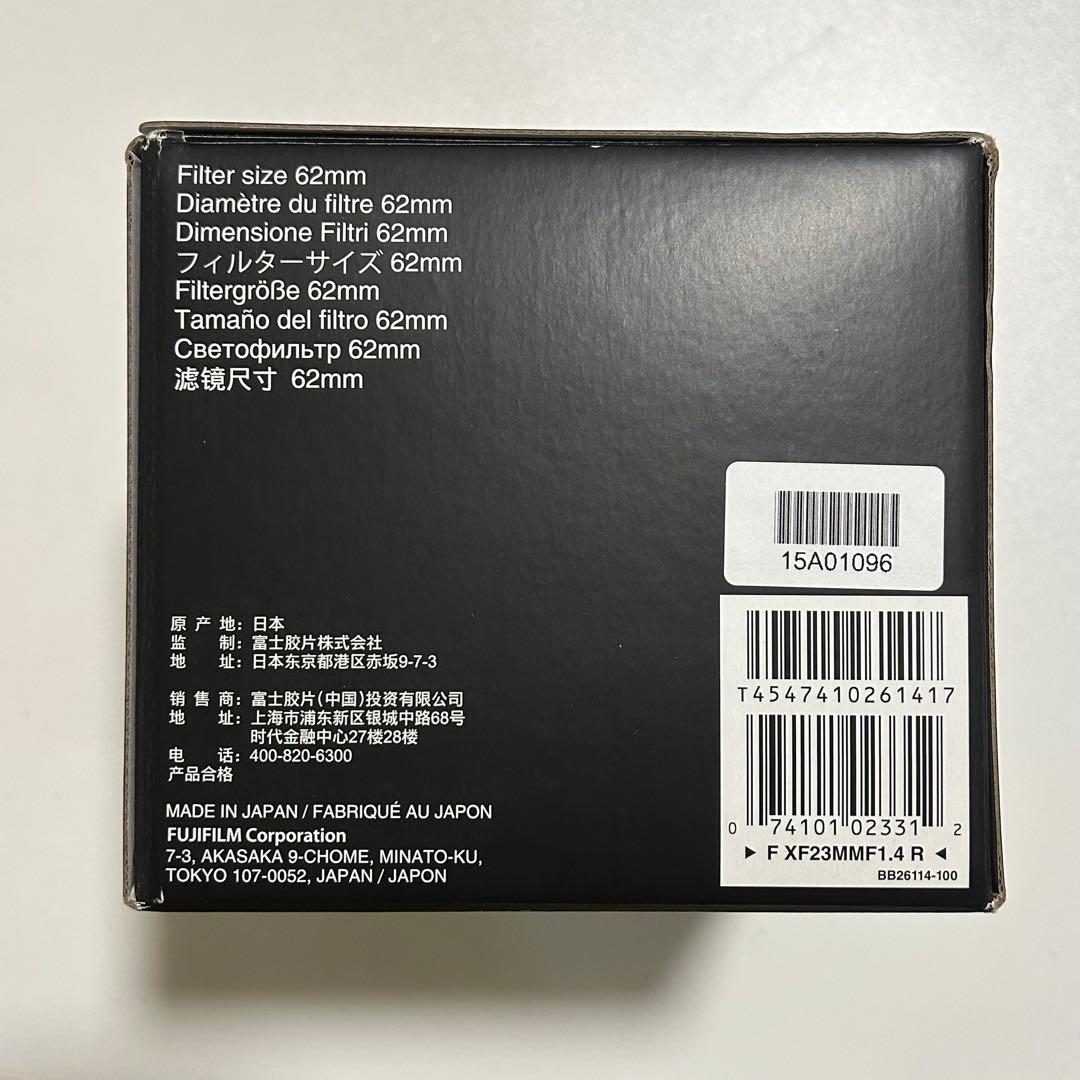 Filter size 62mm
Diamètre du filtre 62mm
Dimensione Filtri 62mm
フィルターサイズ 62mm
Filtergröße 62mm
Tamaño del filtro 62mm
Светофильтр 62mm
滤镜尺寸 62mm
15A01096
T4547410261417
0 74101 02331 2
► F XF23MMF1.4 R ◄
BB26114-100
原产地：日本
监制：富士胶片株式会社
地址：日本东京都港区赤坂9-7-3
销售商：富士胶片（中国）投资有限公司
地址：上海市浦东新区银城中路68号
时代金融中心27楼28楼
电话：400-820-6300
产品合格
MADE IN JAPAN / FABRIQUÉ AU JAPON
FUJIFILM Corporation
7-3, AKASAKA 9-CHOME, MINATO-KU,
TOKYO 107-0052, JAPAN / JAPON